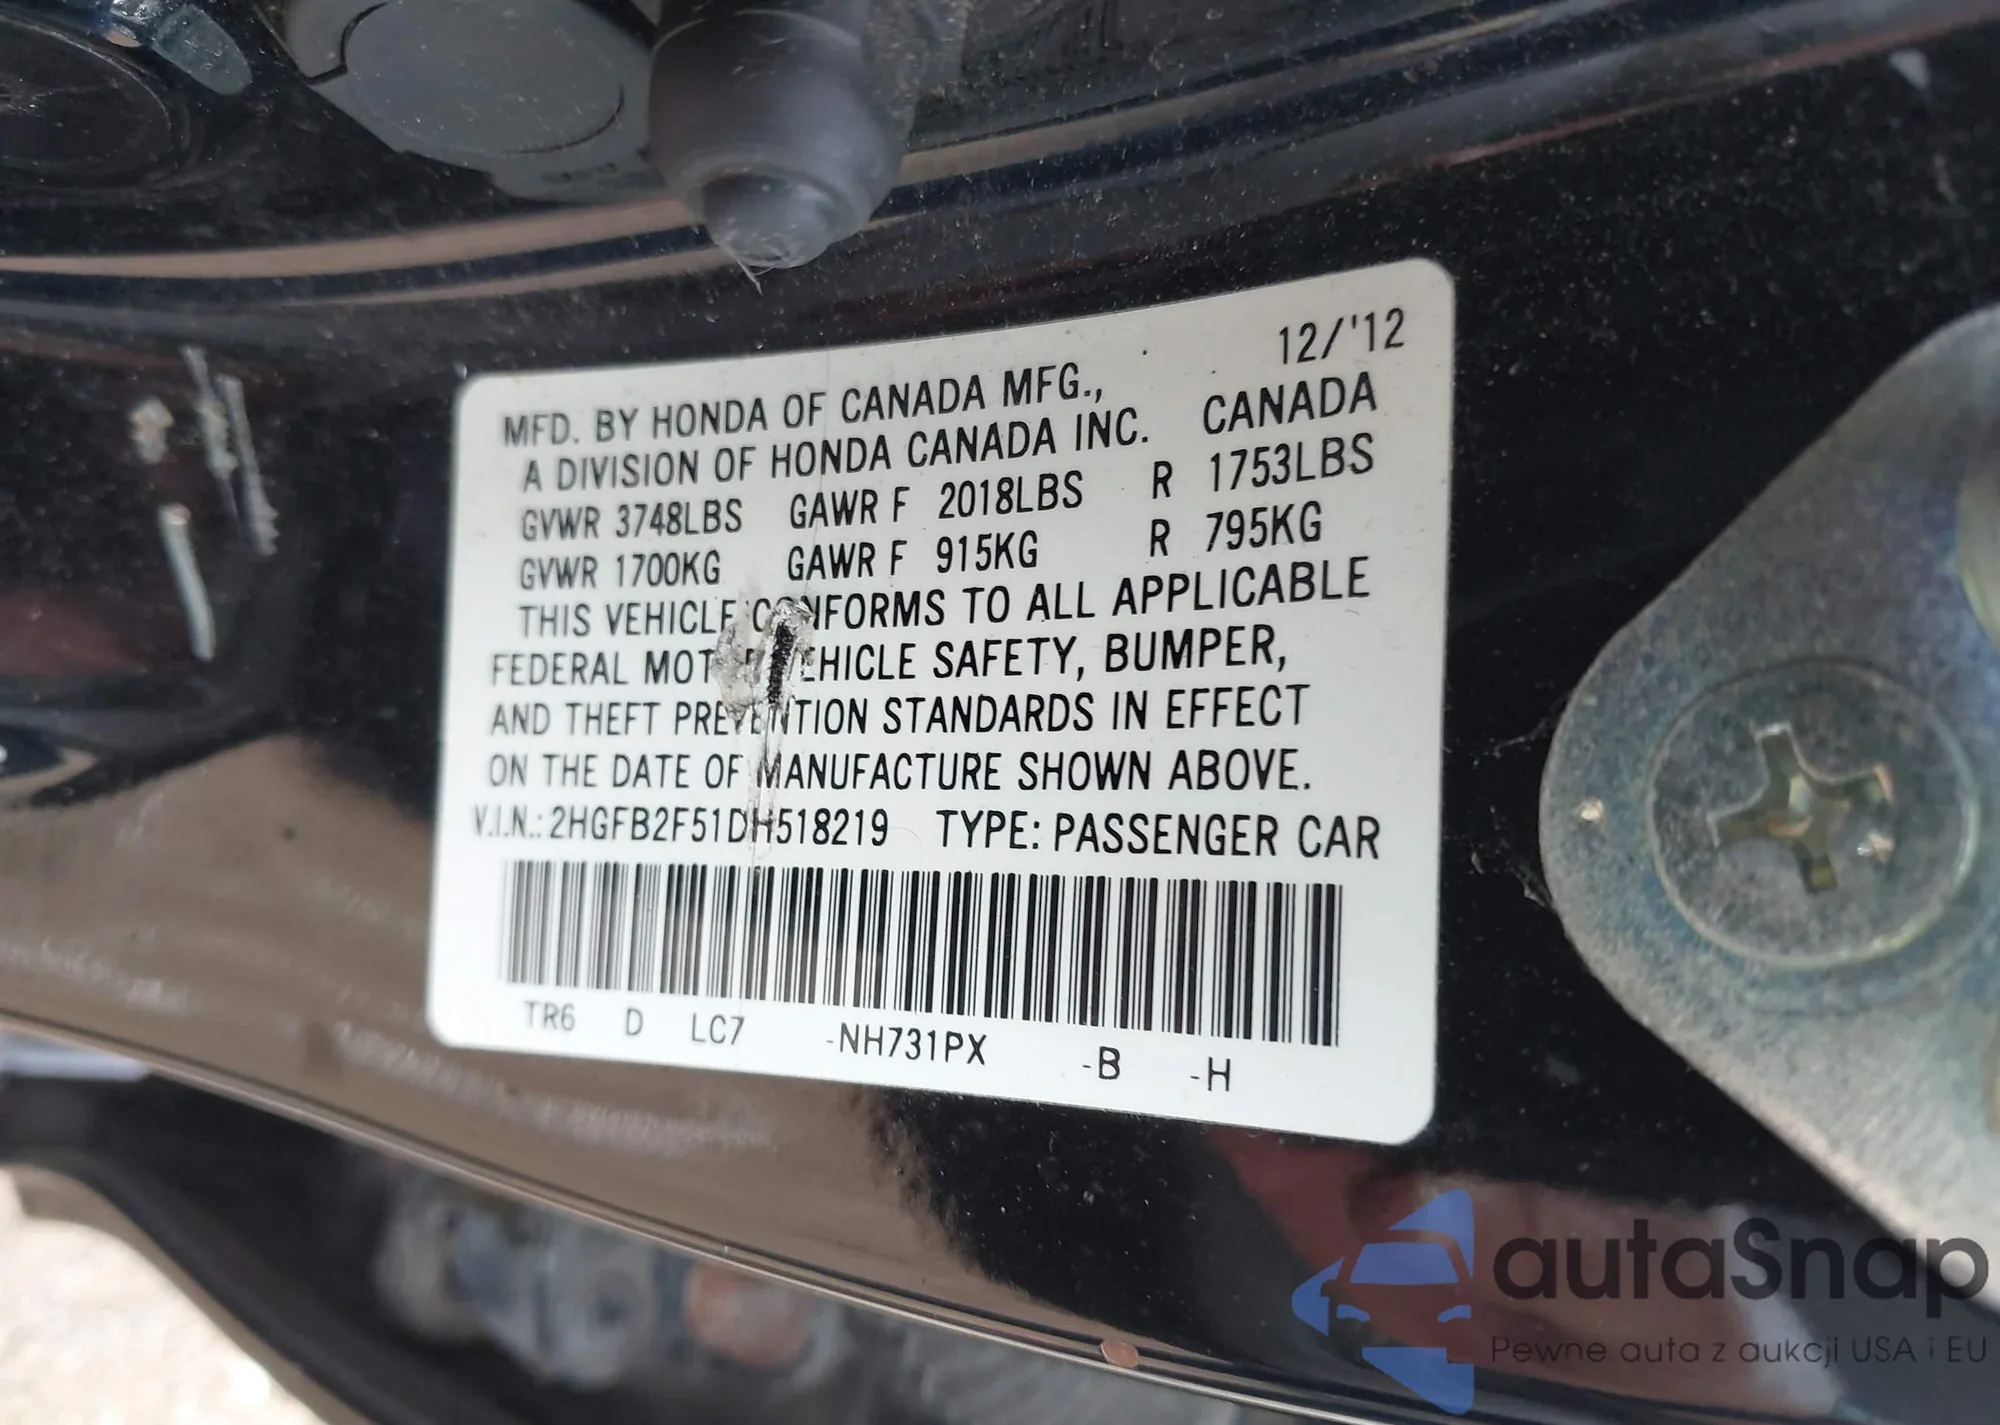 12/'12
MFD. BY HONDA OF CANADA MFG.,
A DIVISION OF HONDA CANADA INC. CANADA
GVWR 3748LBS GAWR F 2018LBS R 1753LBS
GVWR 1700KG GAWR F 915KG R 795KG
THIS VEHICLE CONFORMS TO ALL APPLICABLE
FEDERAL MOTOR VEHICLE SAFETY, BUMPER,
AND THEFT PREVENTION STANDARDS IN EFFECT
ON THE DATE OF MANUFACTURE SHOWN ABOVE.
V.I.N.: 2HGFB2F51DH518219 TYPE: PASSENGER CAR
TR6 D LC7 -NH731PX -B -H
autaSnap
Pewne auta z aukcji USA i EU